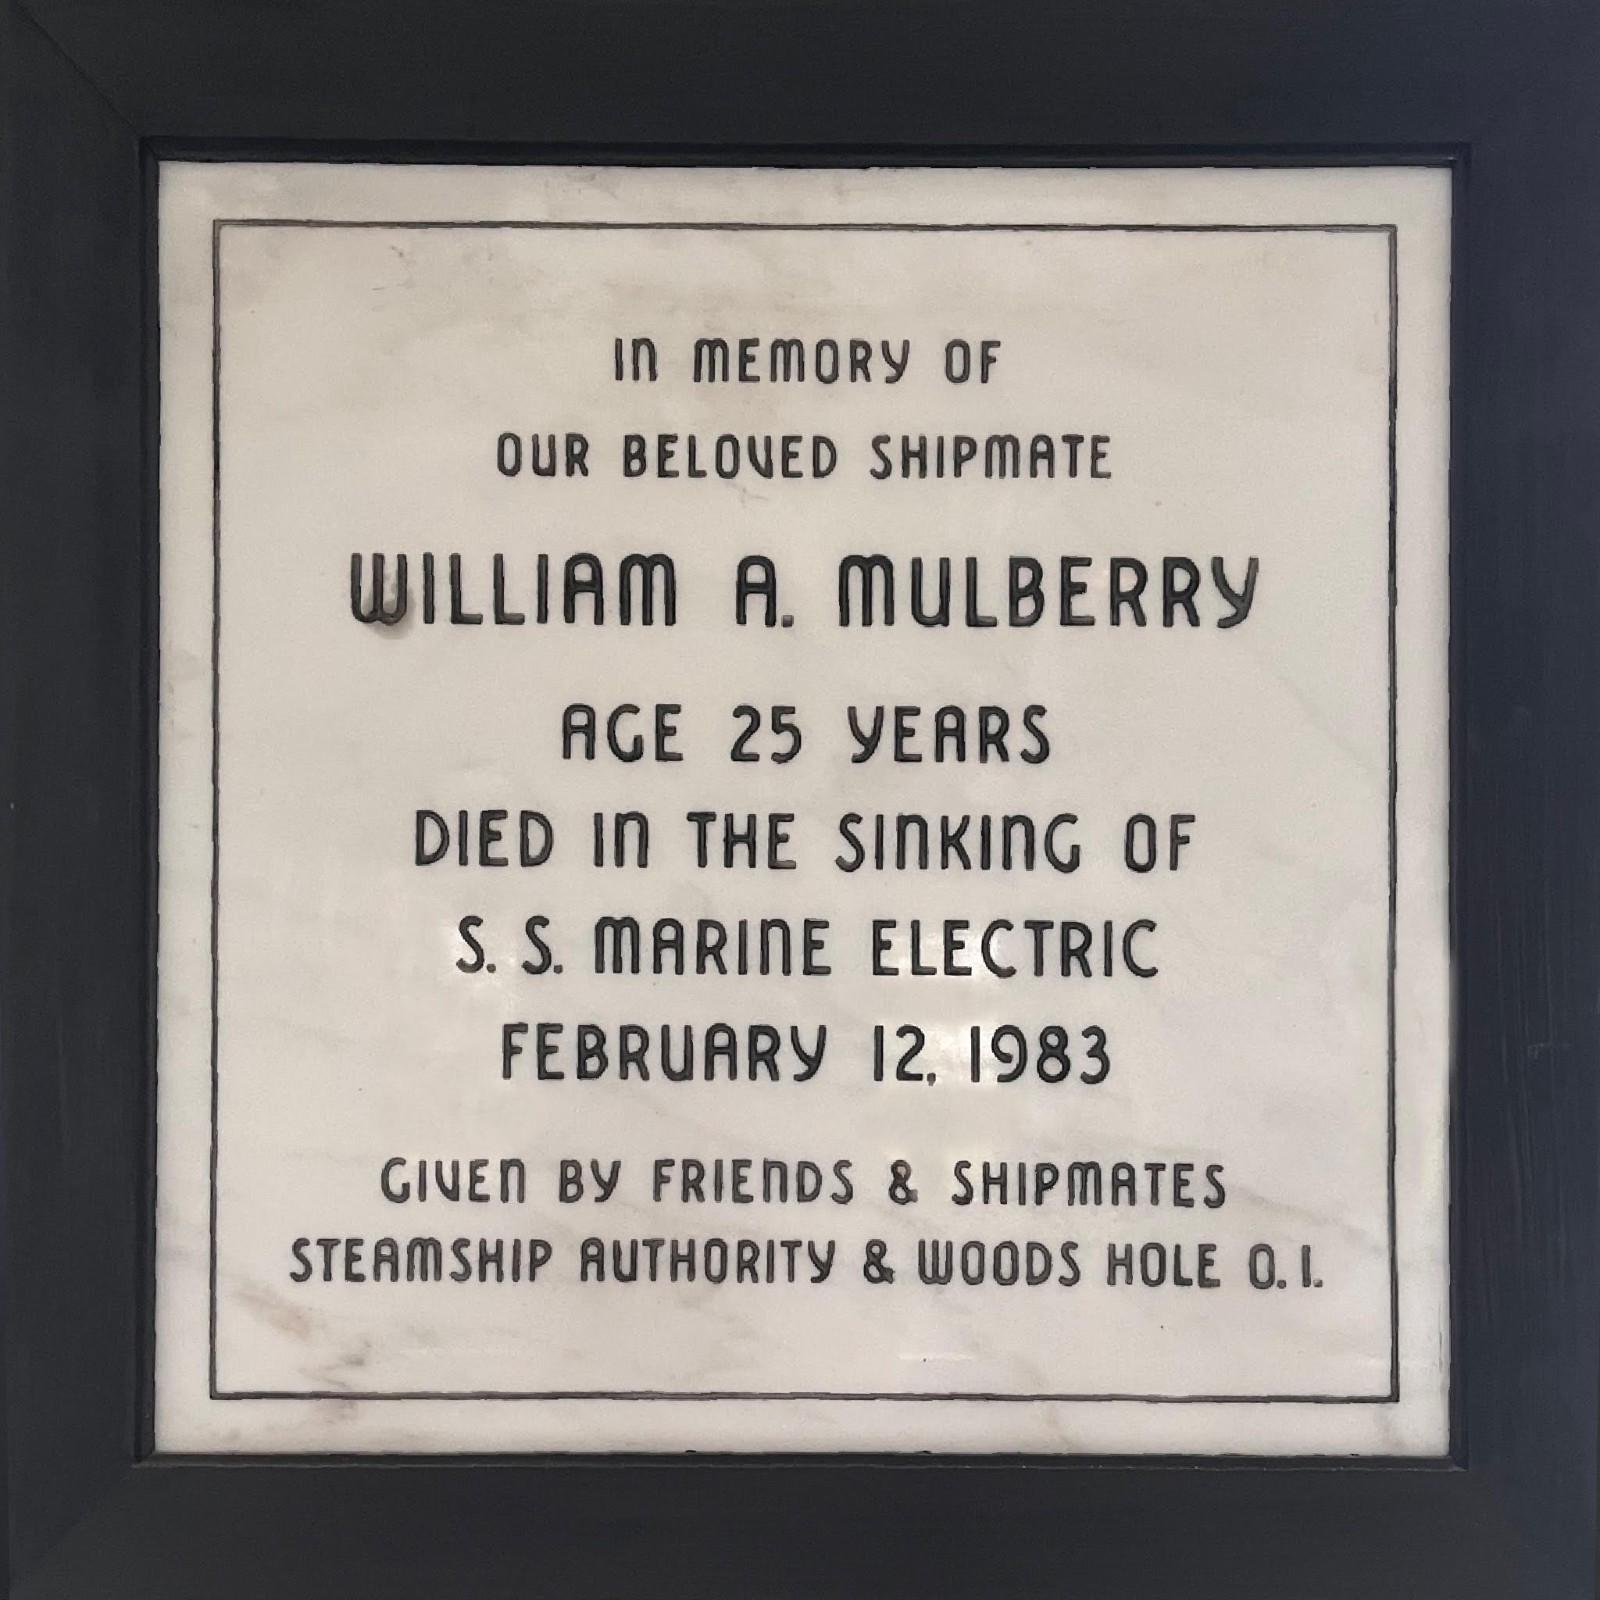 IN MEMORY OF
OUR BELOVED SHIPMATE
WILLIAM A. MULBERRY
AGE 25 YEARS
DIED IN THE SINKING OF
S. S. MARINE ELECTRIC
FEBRUARY 12, 1983
GIVEN BY FRIENDS & SHIPMATES
STEAMSHIP AUTHORITY & WOODS HOLE O. I.